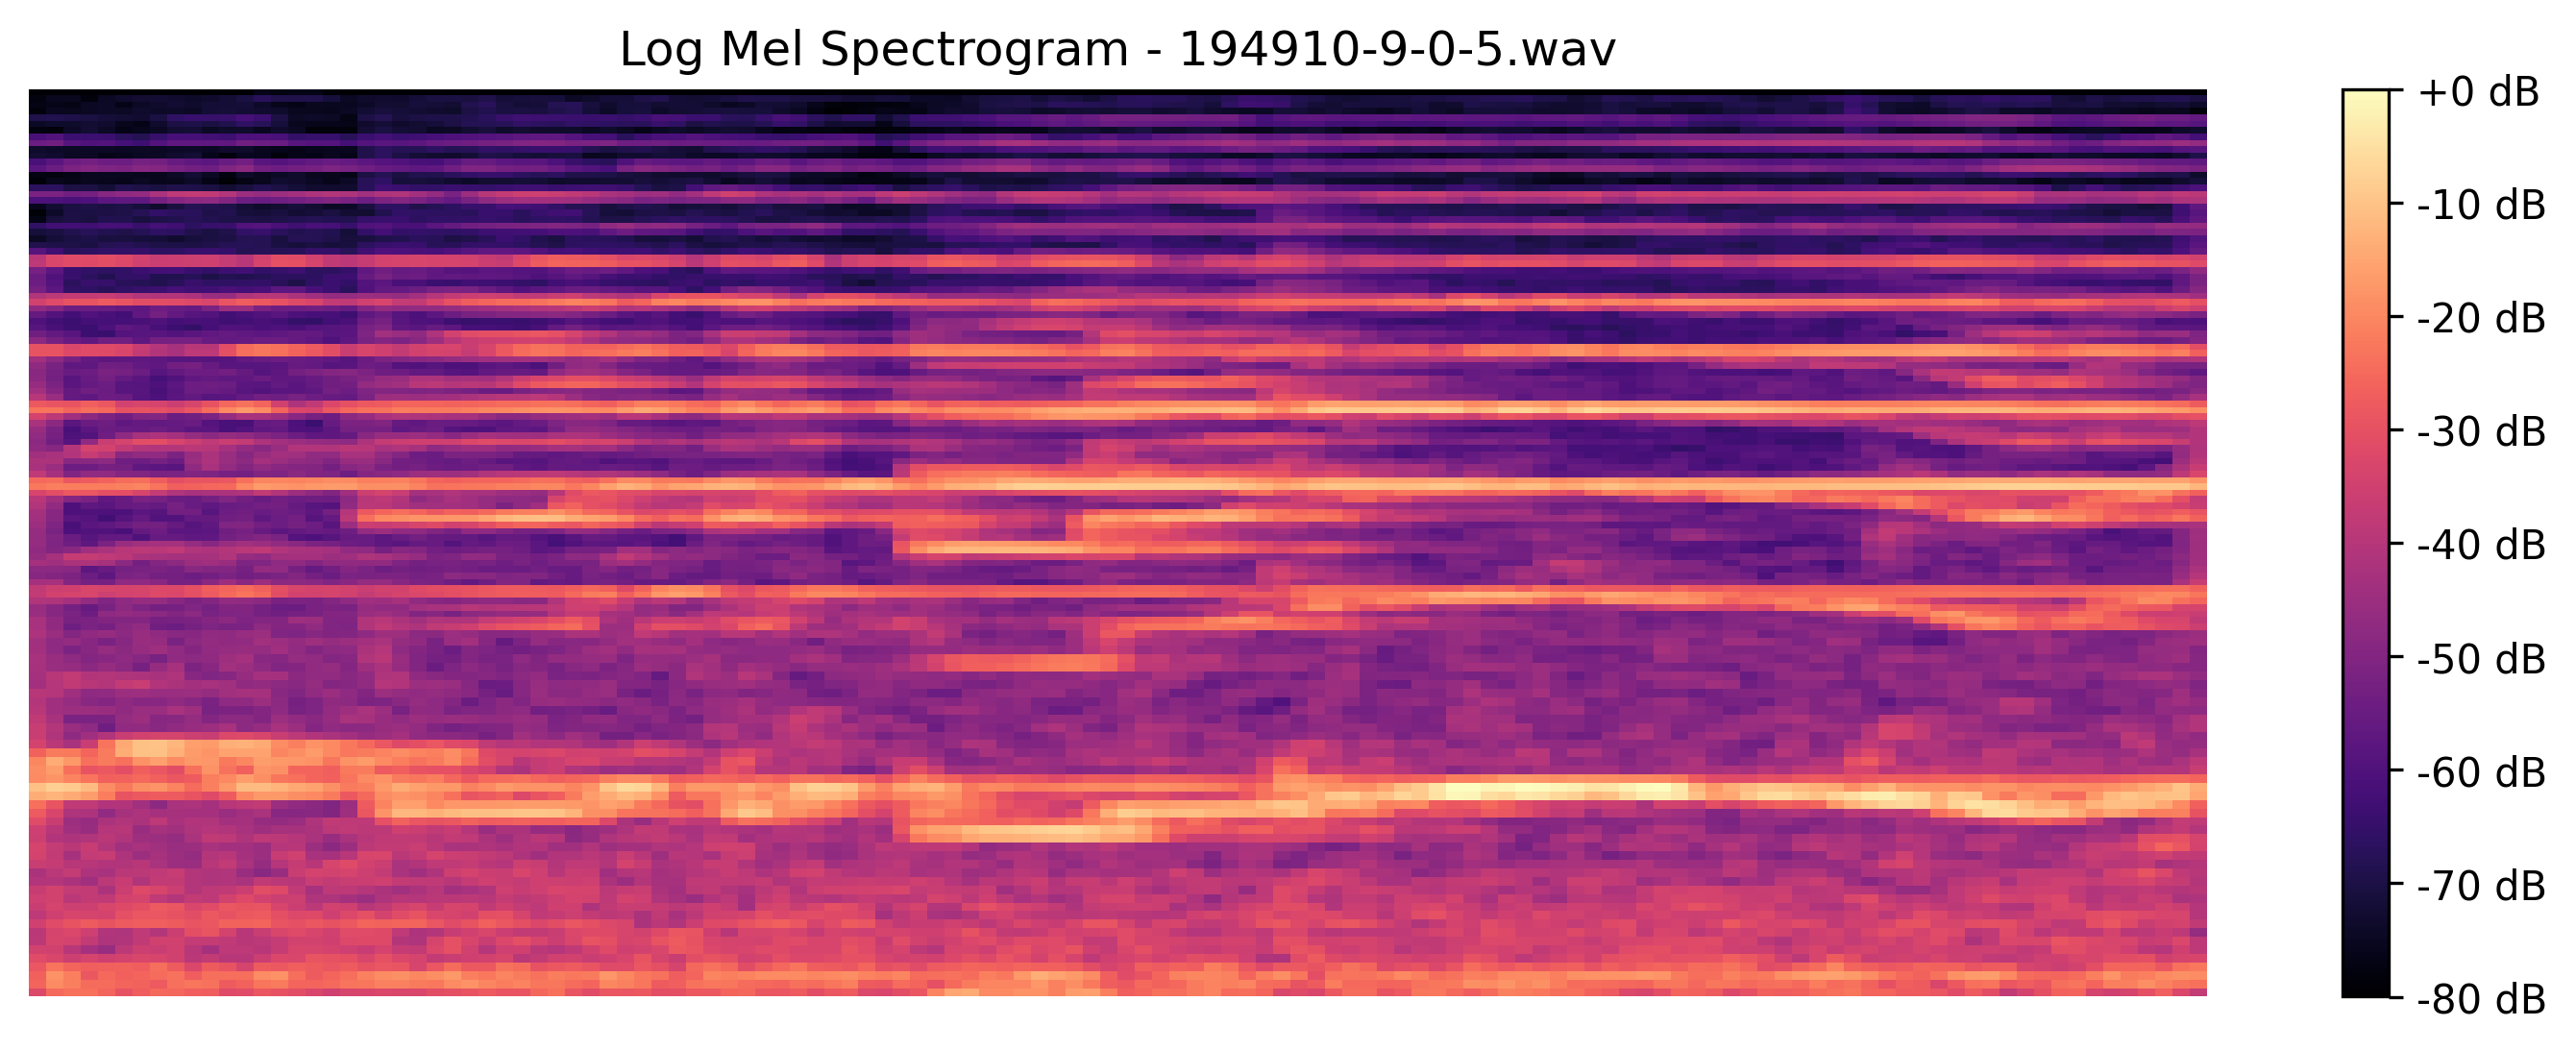 Log Mel Spectrogram - 194910-9-0-5.wav
+0 dB
-10 dB
-20 dB
-30 dB
-40 dB
-50 dB
-60 dB
-70 dB
-80 dB